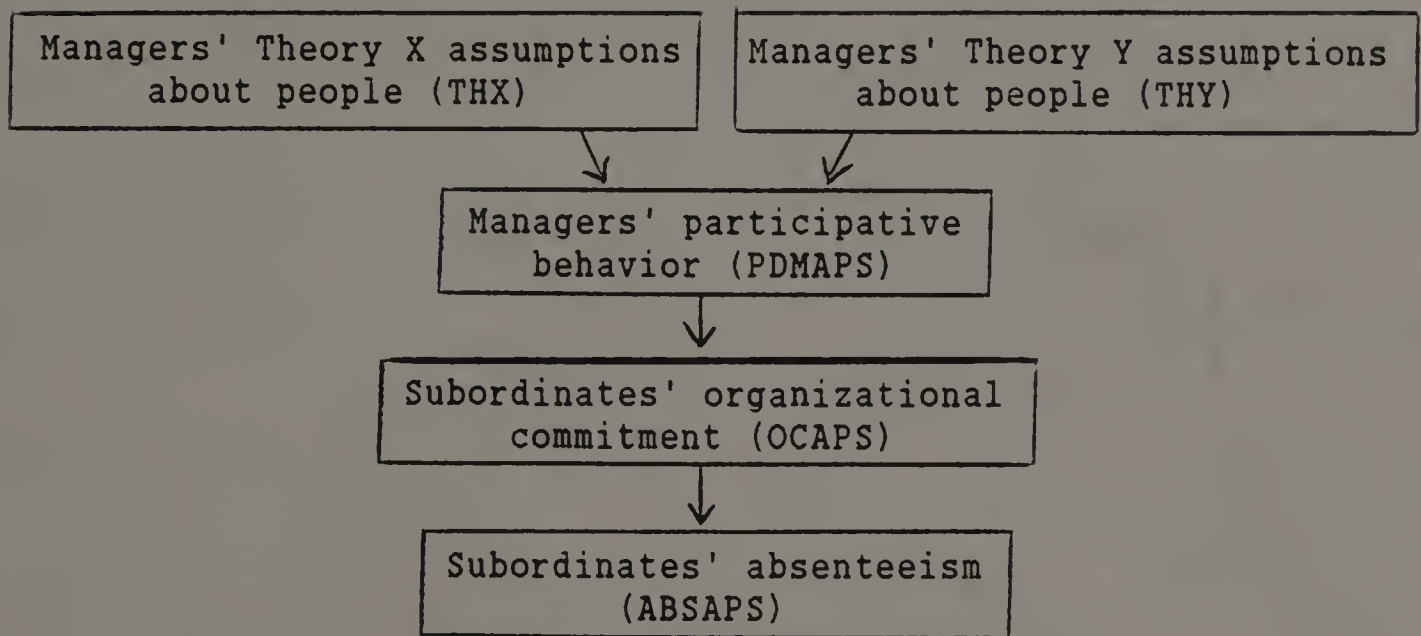 Managers' Theory X assumptions
about people (THX)
Managers' Theory Y assumptions
about people (THY)
Managers' participative
behavior (PDMAPS)
Subordinates' organizational
commitment (OCAPS)
Subordinates' absenteeism
(ABSAPS)